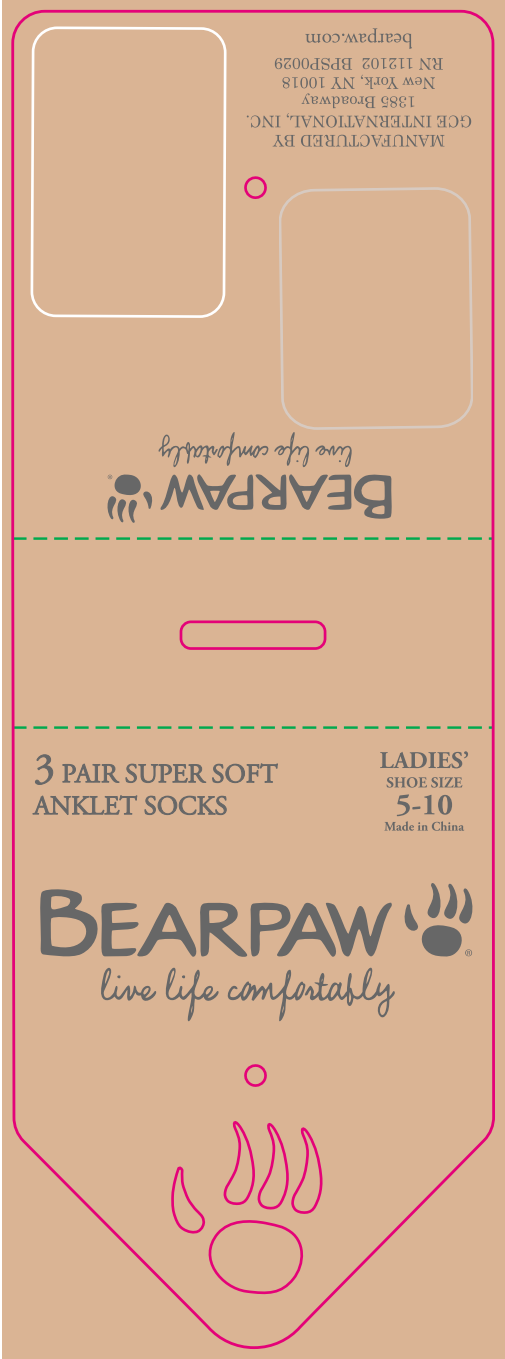 MANUFACTURED BY
GCE INTERNATIONAL, INC.
1385 Broadway
New York, NY 10018
RN 112102 BPSP0029
bearpaw.com
BEARPAW ®
live life comfortably
3 PAIR SUPER SOFT
ANKLET SOCKS
LADIES’
SHOE SIZE
5-10
Made in China
BEARPAW ®
live life comfortably